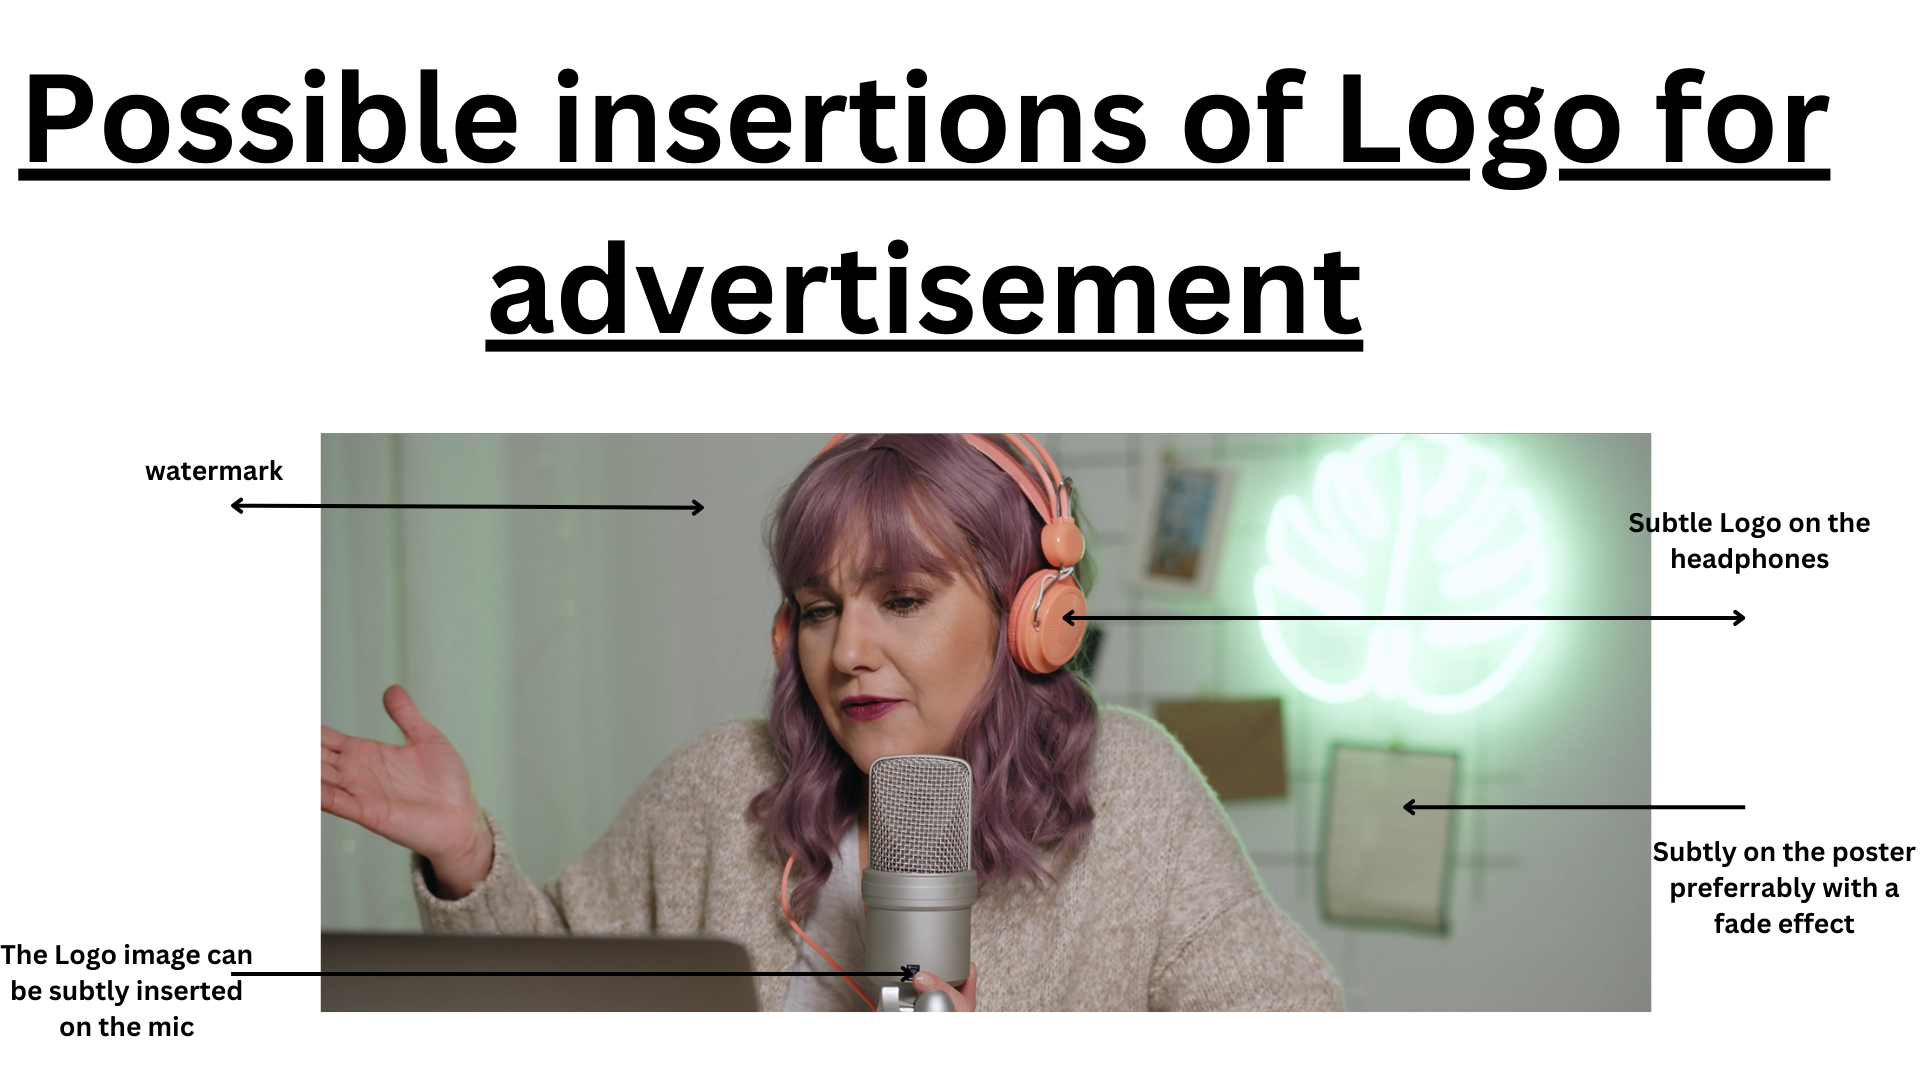 Possible insertions of Logo for
advertisement
watermark
Subtle Logo on the
headphones
Subtly on the poster
preferrably with a
fade effect
The Logo image can
be subtly inserted
on the mic